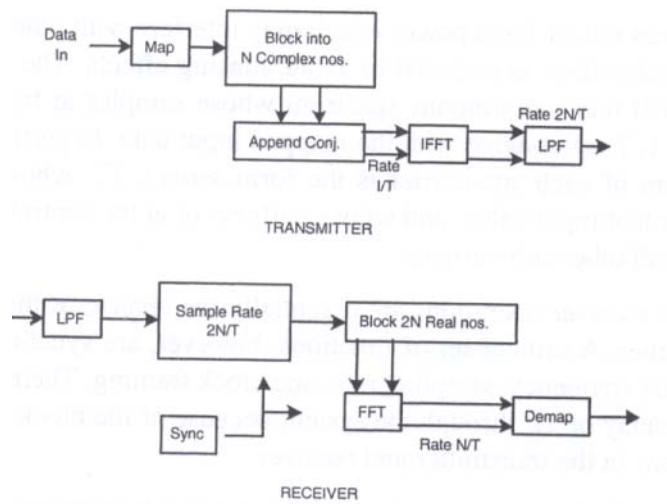 Data
In
Map
Block into
N Complex nos.
Append Conj.
Rate
I/T
IFFT
Rate 2N/T
LPF
TRANSMITTER
LPF
Sample Rate
2N/T
Block 2N Real nos.
Sync
FFT
Rate N/T
Demap
RECEIVER